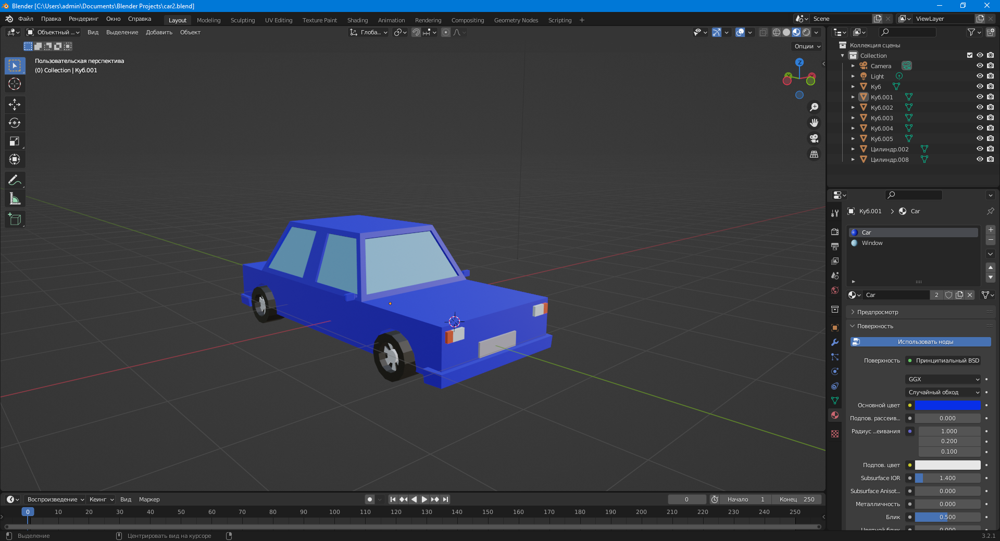 Blender [C:\Users\admin\Documents\Blender Projects\car2.blend]
Файл Правка Рендеринг Окно Справка Layout Modeling Sculpting UV Editing Texture Paint Shading Animation Rendering Compositing Geometry Nodes Scripting + Scene ViewLayer
Объектный ... Вид Выделение Добавить Объект Глоба...
Опции
Пользовательская перспектива
(0) Collection | Куб.001
Z
Y
X
Коллекция сцены
Collection
Camera
Light
Куб
Куб.001
Куб.002
Куб.003
Куб.004
Куб.005
Цилиндр.002
Цилиндр.008
Куб.001 > Car
Car
Window
Car 2
Предпросмотр
Поверхность
Использовать ноды
Поверхность Принципиальный BSD
GGX
Случайный обход
Основной цвет
Подпов. рассеив... 0.000
Радиус ...еивания 1.000
0.200
0.100
Подпов. цвет
Subsurface IOR 1.400
Subsurface Anisot... 0.000
Металличность 0.000
Блик 0.500
Цветной блик 0.000
Воспроизведение Кеинг Вид Маркер 0 Начало 1 Конец 250
0 10 20 30 40 50 60 70 80 90 100 110 120 130 140 150 160 170 180 190 200 210 220 230 240 250
Выделение Центрировать вид на курсоре 3.2.1